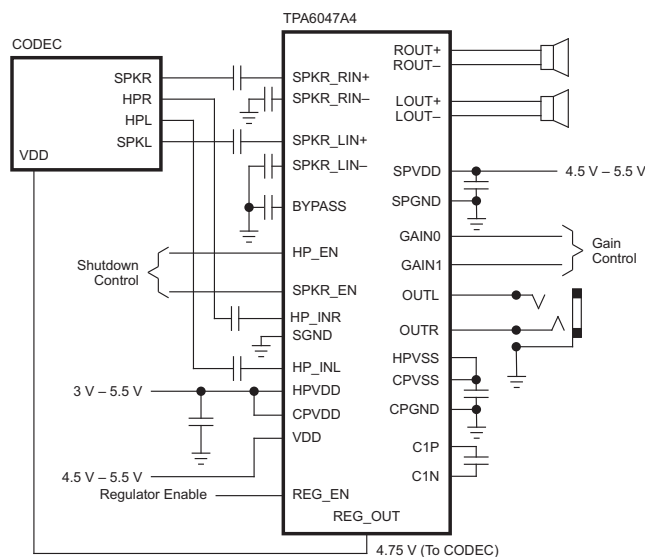 TPA6047A4
CODEC
SPKR
HPR
HPL
SPKL
VDD
SPKR_RIN+
SPKR_RIN–
SPKR_LIN+
SPKR_LIN–
BYPASS
HP_EN
SPKR_EN
HP_INR
SGND
HP_INL
HPVDD
CPVDD
VDD
REG_EN
REG_OUT
ROUT+
ROUT–
LOUT+
LOUT–
SPVDD
SPGND
GAIN0
GAIN1
OUTL
OUTR
HPVSS
CPVSS
CPGND
C1P
C1N
Shutdown
Control
3 V – 5.5 V
4.5 V – 5.5 V
Regulator Enable
4.5 V – 5.5 V
Gain
Control
4.75 V (To CODEC)